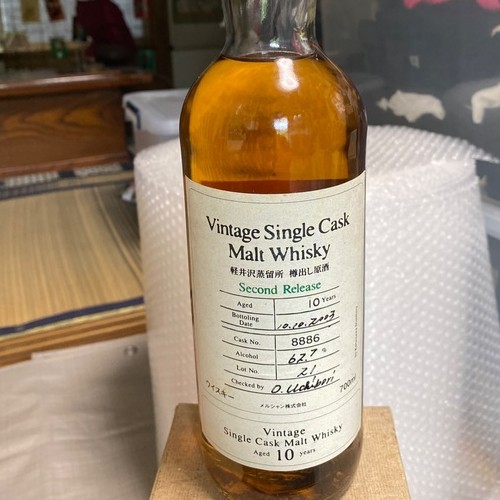 Vintage Single Cask
Malt Whisky
軽井沢蒸留所 樽出し原酒
Second Release
Aged 10 Years
Bottoling Date 10.10.2003
Cask No. 8886
Alcohol 62.7 %
Lot No. 21
Checked by O. Uchibori
ウイスキー
700ml
メルシャン株式会社
Vintage
Single Cask Malt Whisky
Aged 10 years